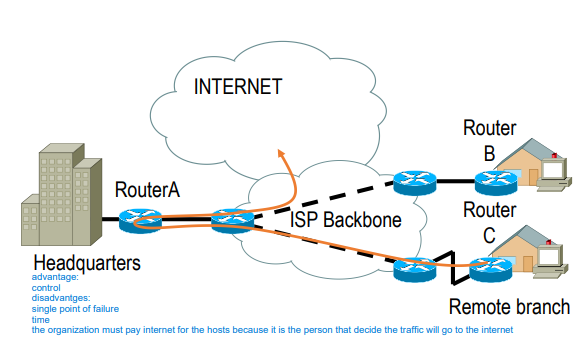 INTERNET
Router
B
RouterA
ISP Backbone
Router
C
Headquarters
Remote branch
advantage:
control
disadvantges:
single point of failure
time
the organization must pay internet for the hosts because it is the person that decide the traffic will go to the internet